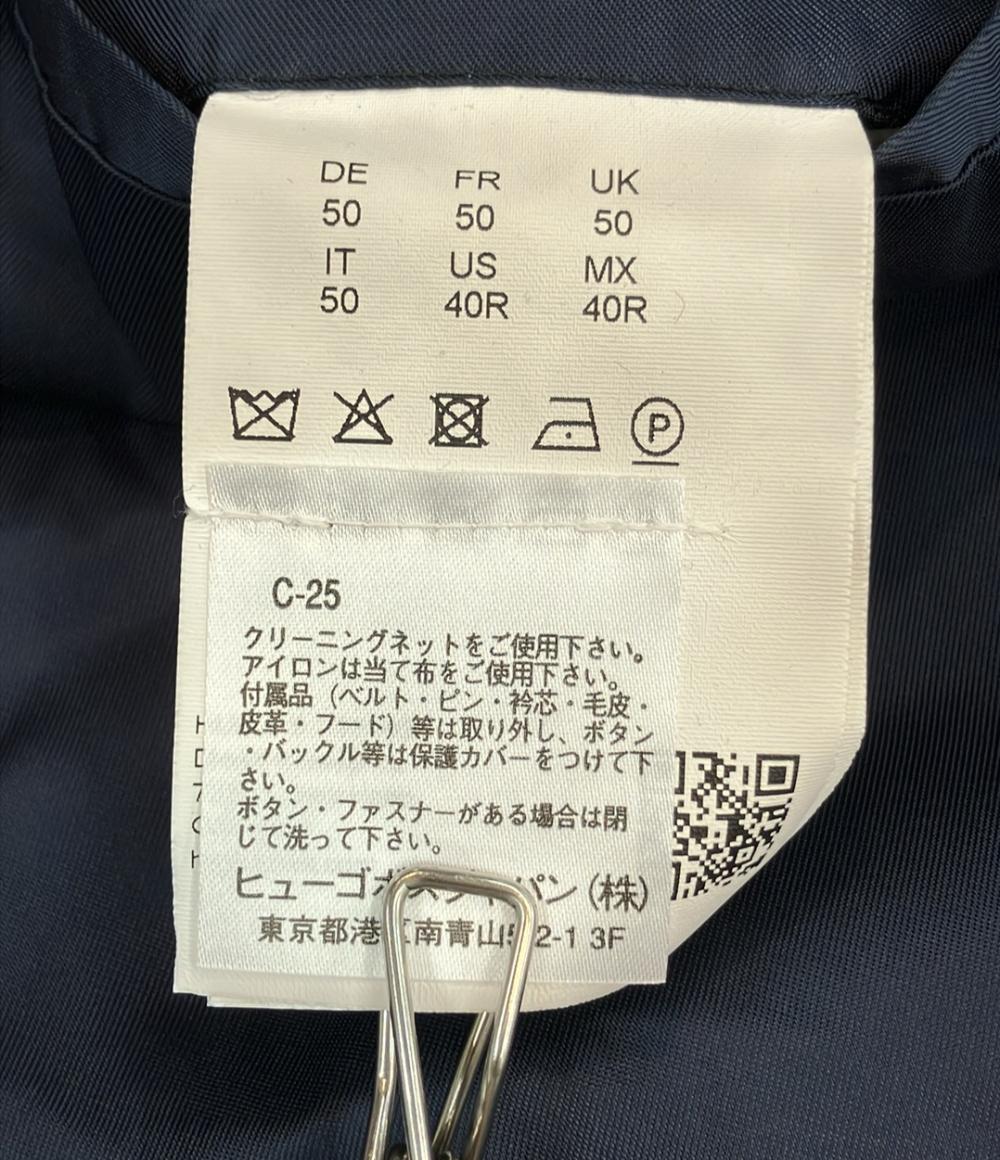 DE FR UK
50 50 50
IT US MX
50 40R 40R
P
C-25
クリーニングネットをご使用下さい。
アイロンは当て布をご使用下さい。
付属品（ベルト・ピン・衿芯・毛皮・
皮革・フード）等は取り外し、ボタン
・バックル等は保護カバーをつけて下
さい。
ボタン・ファスナーがある場合は閉
じて洗って下さい。
ヒューゴ パン（株）
東京都港 南青山 2-1 3F